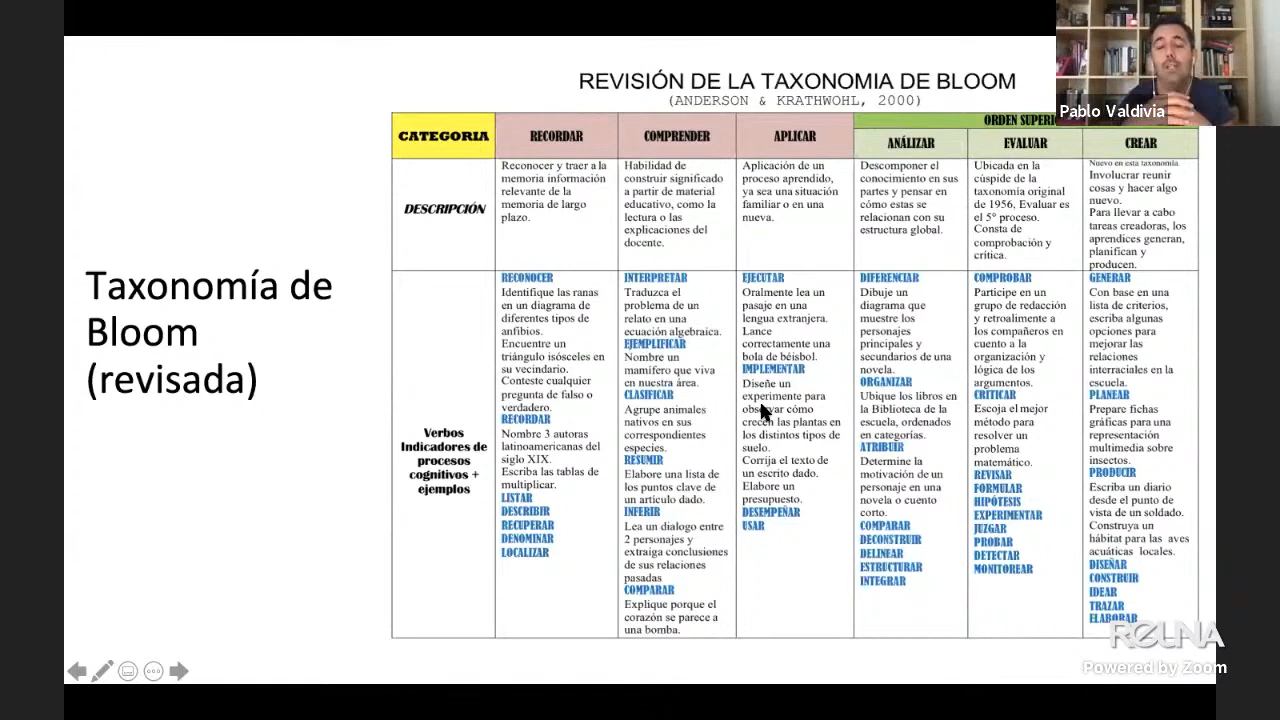 Pablo Valdivia
Taxonomía de
Bloom
(revisada)
REVISIÓN DE LA TAXONOMIA DE BLOOM
(ANDERSON & KRATHWOHL, 2000)
CATEGORIA
RECORDAR
COMPRENDER
APLICAR
ORDEN SUPERIO
ANÁLIZAR
EVALUAR
CREAR
DESCRIPCIÓN
Reconocer y traer a la
memoria información
relevante de la
memoria de largo
plazo.
Habilidad de
construir significado
a partir de material
educativo, como la
lectura o las
explicaciones del
docente.
Aplicación de un
proceso aprendido,
ya sea una situación
familiar o en una
nueva.
Descomponer el
conocimiento en sus
partes y pensar en
cómo estas se
relacionan con su
estructura global.
Ubicada en la
cúspide de la
taxonomía original
de 1956, Evaluar es
el 5° proceso.
Consta de
comprobación y
crítica.
Nuevo en esta taxonomía.
Involucrar reunir
cosas y hacer algo
nuevo.
Para llevar a cabo
tareas creadoras, los
aprendices generan,
planifican y
producen.
Verbos
Indicadores de
procesos
cognitivos +
ejemplos
RECONOCER
Identifique las ranas
en un diagrama de
diferentes tipos de
anfibios.
Encuentre un
triángulo isósceles en
su vecindario.
Conteste cualquier
pregunta de falso o
verdadero.
RECORDAR
Nombre 3 autoras
latinoamericanas del
siglo XIX.
Escriba las tablas de
multiplicar.
LISTAR
DESCRIBIR
RECUPERAR
DENOMINAR
LOCALIZAR
INTERPRETAR
Traduzca el
problema de un
relato en una
ecuación algebraica.
EJEMPLIFICAR
Nombre un
mamífero que viva
en nuestra área.
CLASIFICAR
Agrupe animales
nativos en sus
correspondientes
especies.
RESUMIR
Elabore una lista de
los puntos clave de
un artículo dado.
INFERIR
Lea un dialogo entre
2 personajes y
extraiga conclusiones
de sus relaciones
pasadas
COMPARAR
Explique porque el
corazón se parece a
una bomba.
EJECUTAR
Oralmente lea un
pasaje en una
lengua extranjera.
Lance
correctamente una
bola de béisbol.
IMPLEMENTAR
Diseñe un
experimente para
observar cómo
crecen las plantas en
los distintos tipos de
suelo.
Corrija el texto de
un escrito dado.
Elabore un
presupuesto.
DESEMPEÑAR
USAR
DIFERENCIAR
Dibuje un
diagrama que
muestre los
personajes
principales y
secundarios de una
novela.
ORGANIZAR
Ubique los libros en
la Biblioteca de la
escuela, ordenados
en categorías.
ATRIBUIR
Determine la
motivación de un
personaje en una
novela o cuento
corto.
COMPARAR
DECONSTRUIR
DELINEAR
ESTRUCTURAR
INTEGRAR
COMPROBAR
Participe en un
grupo de redacción
y retroalimente a
los compañeros en
cuento a la
organización y
lógica de los
argumentos.
CRITICAR
Escoja el mejor
método para
resolver un
problema
matemático.
REVISAR
FORMULAR
HIPÓTESIS
EXPERIMENTAR
JUZGAR
PROBAR
DETECTAR
MONITOREAR
GENERAR
Con base en una
lista de criterios,
escriba algunas
opciones para
mejorar las
relaciones
interraciales en la
escuela.
PLANEAR
Prepare fichas
gráficas para una
representación
multimedia sobre
insectos.
PRODUCIR
Escriba un diario
desde el punto de
vista de un soldado.
Construya un
hábitat para las aves
acuáticas locales.
DISEÑAR
CONSTRUIR
IDEAR
TRAZAR
ELABORAR
REUNA
Powered by Zoom